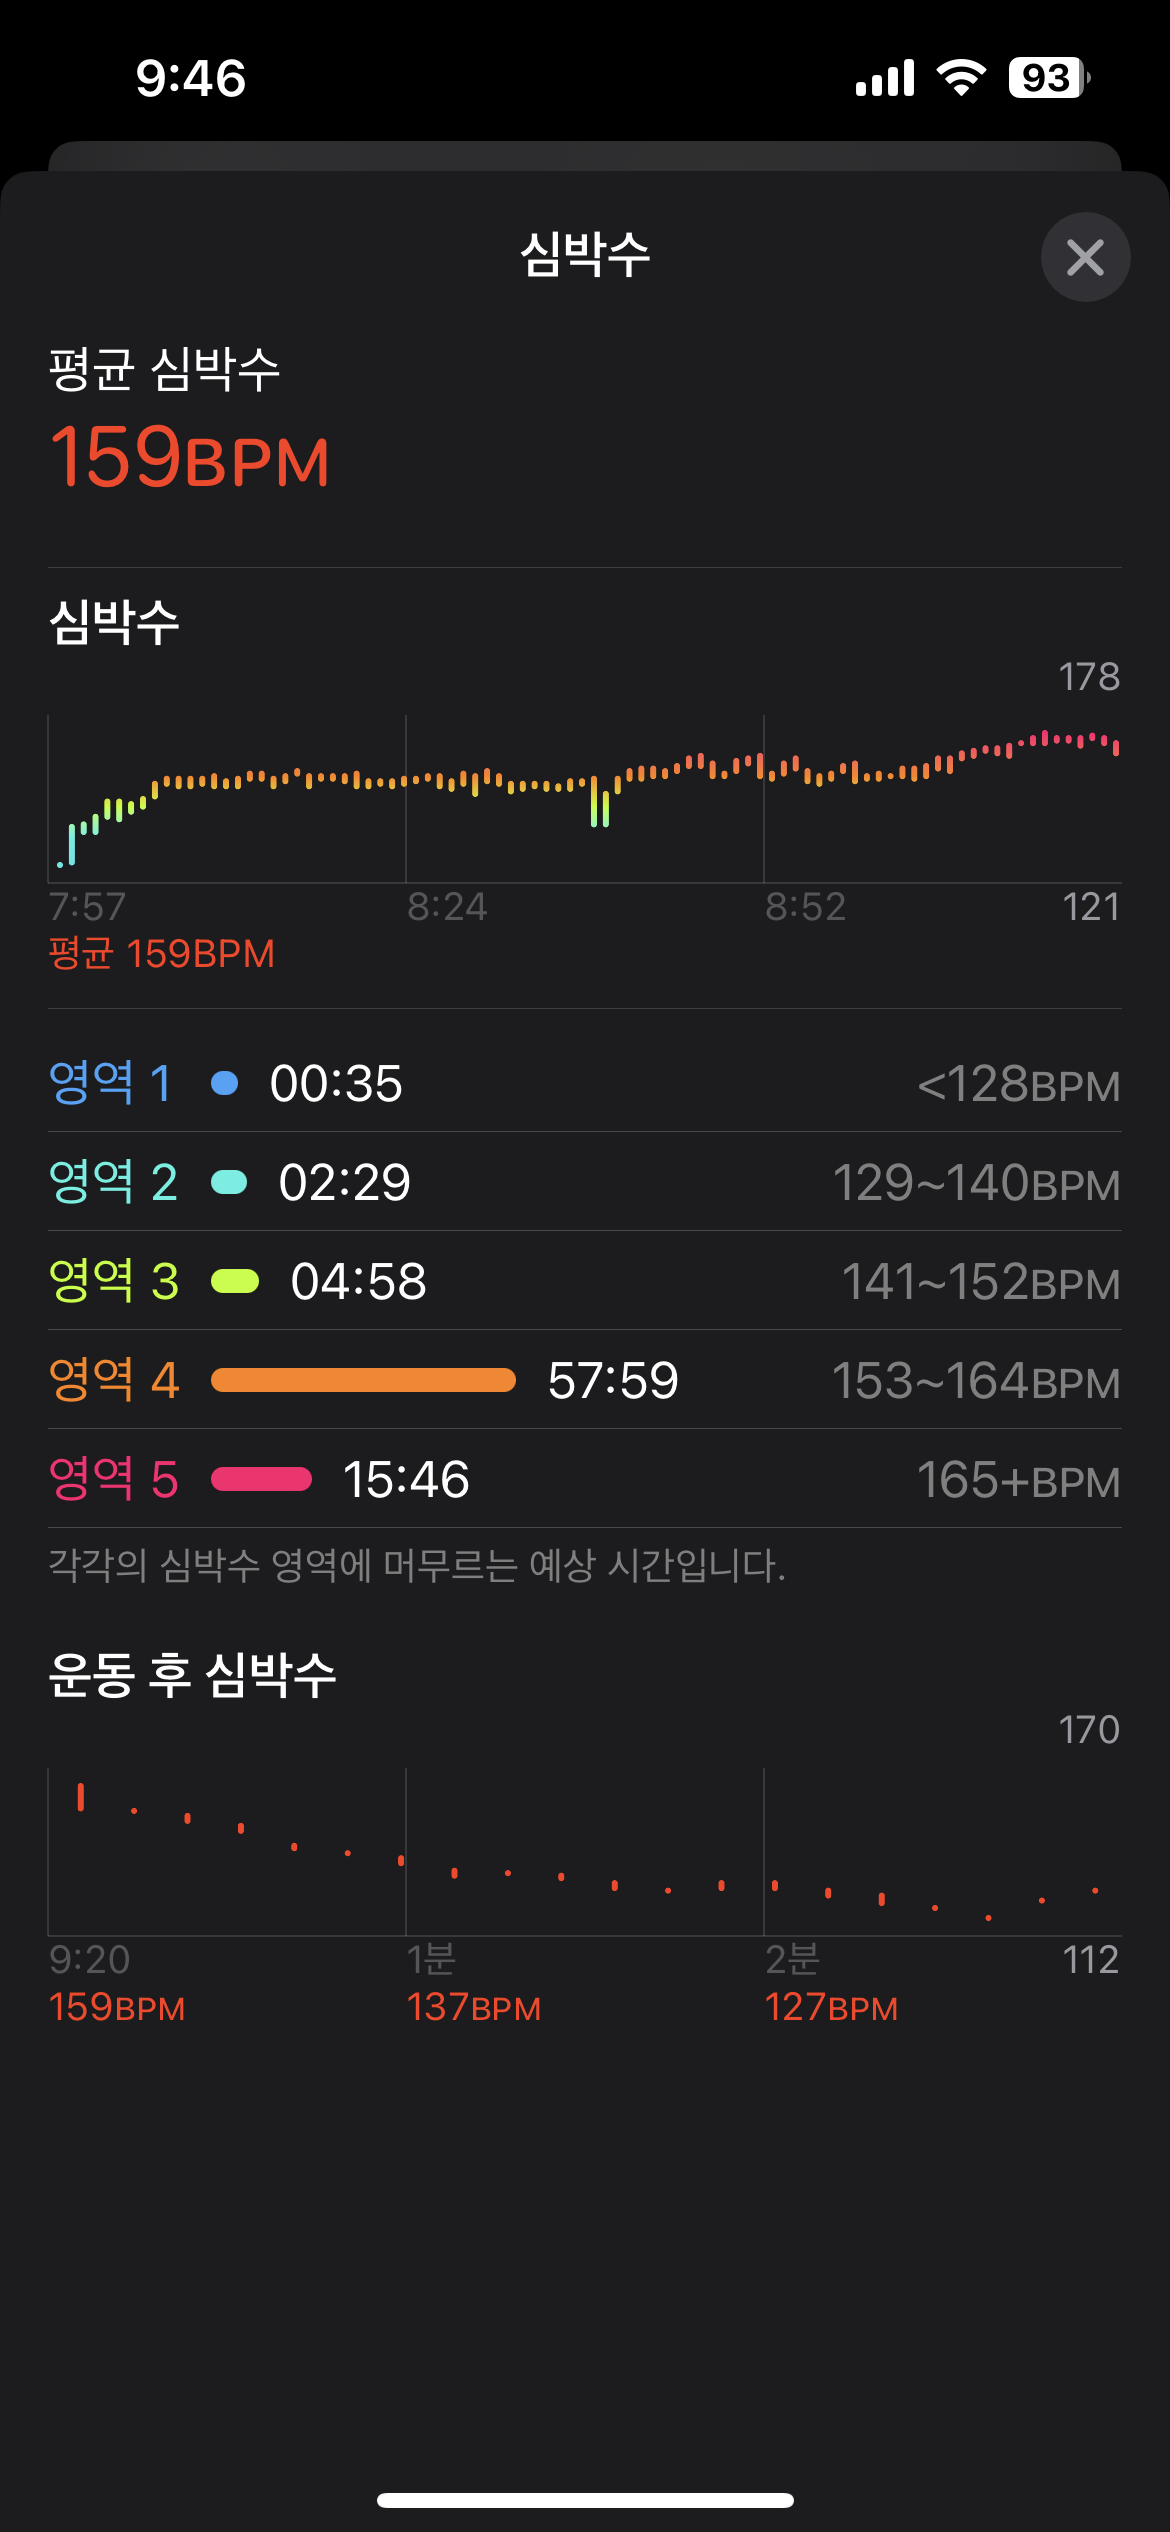 9:46
93
심박수
평균 심박수
159BPM
심박수
178
7:57 8:24 8:52 121
평균 159BPM
영역 1 00:35 <128BPM
영역 2 02:29 129~140BPM
영역 3 04:58 141~152BPM
영역 4 57:59 153~164BPM
영역 5 15:46 165+BPM
각각의 심박수 영역에 머무르는 예상 시간입니다.
운동 후 심박수
170
9:20 1분 2분 112
159BPM 137BPM 127BPM